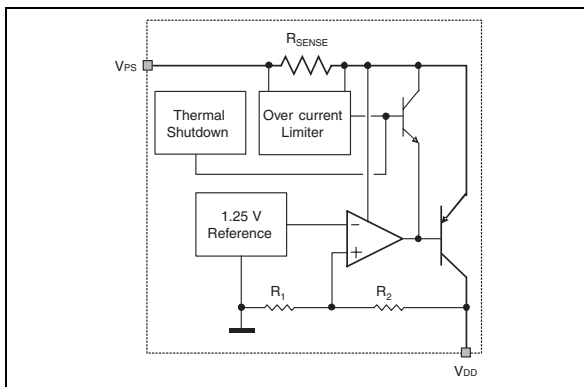 RSENSE
VPS
Thermal
Shutdown
Over current
Limiter
1.25 V
Reference
−
+
R1
R2
VDD